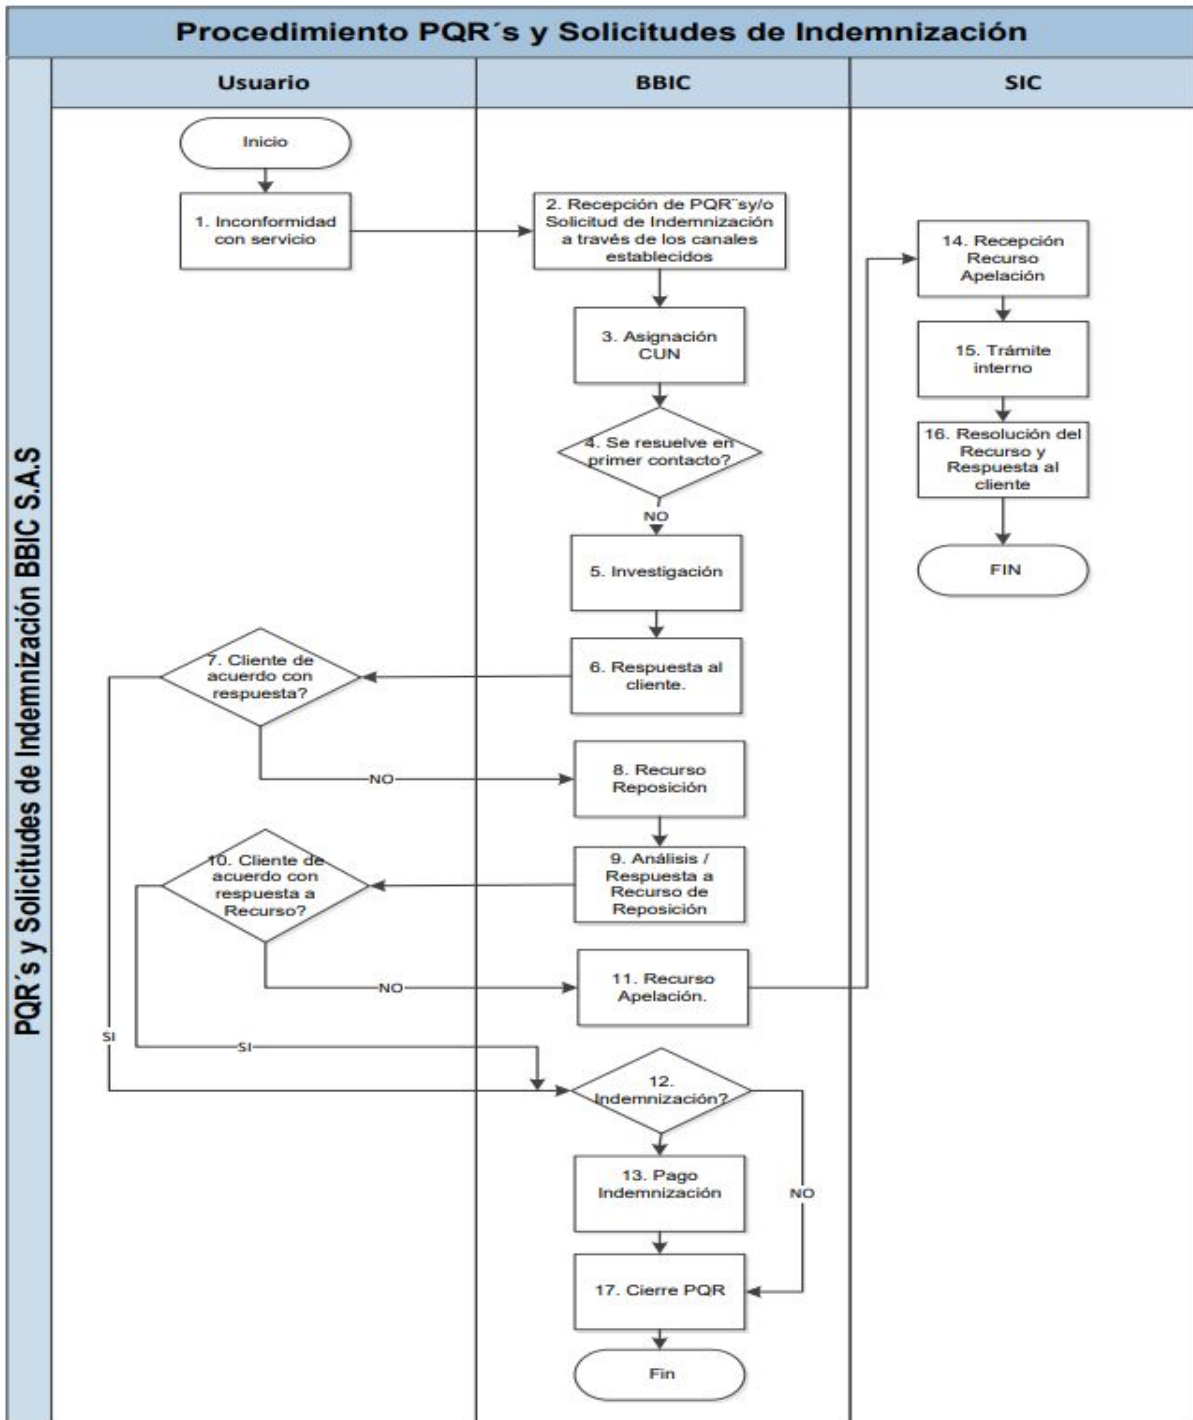 Procedimiento PQR´s y Solicitudes de Indemnización
PQR´s y Solicitudes de Indemnización BBIC S.A.S
Usuario
BBIC
SIC
Inicio
1. Inconformidad
con servicio
2. Recepción de PQR¨sy/o
Solicitud de Indemnización
a través de los canales
establecidos
3. Asignación
CUN
4. Se resuelve en
primer contacto?
NO
5. Investigación
6. Respuesta al
cliente.
7. Cliente de
acuerdo con
respuesta?
NO
8. Recurso
Reposición
9. Análisis /
Respuesta a
Recurso de
Reposición
10. Cliente de
acuerdo con
respuesta a
Recurso?
NO
11. Recurso
Apelación.
SI
SI
12.
Indemnización?
13. Pago
Indemnización
NO
17. Cierre PQR
Fin
14. Recepción
Recurso
Apelación
15. Trámite
interno
16. Resolución del
Recurso y
Respuesta al
cliente
FIN